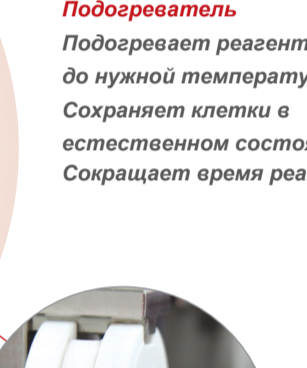 Подогреватель
Подогревает реагент
до нужной
Сохраняет клетки в
естественном
Сокращает время